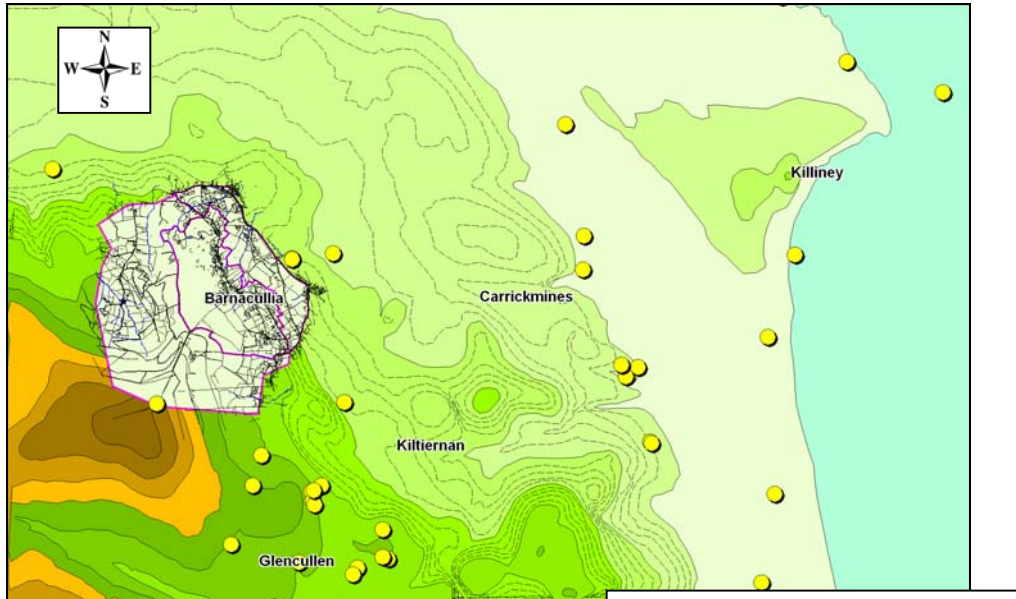 N
W E
S
Killiney
Barnacullia
Carrickmines
Kiltiernan
Glencullen